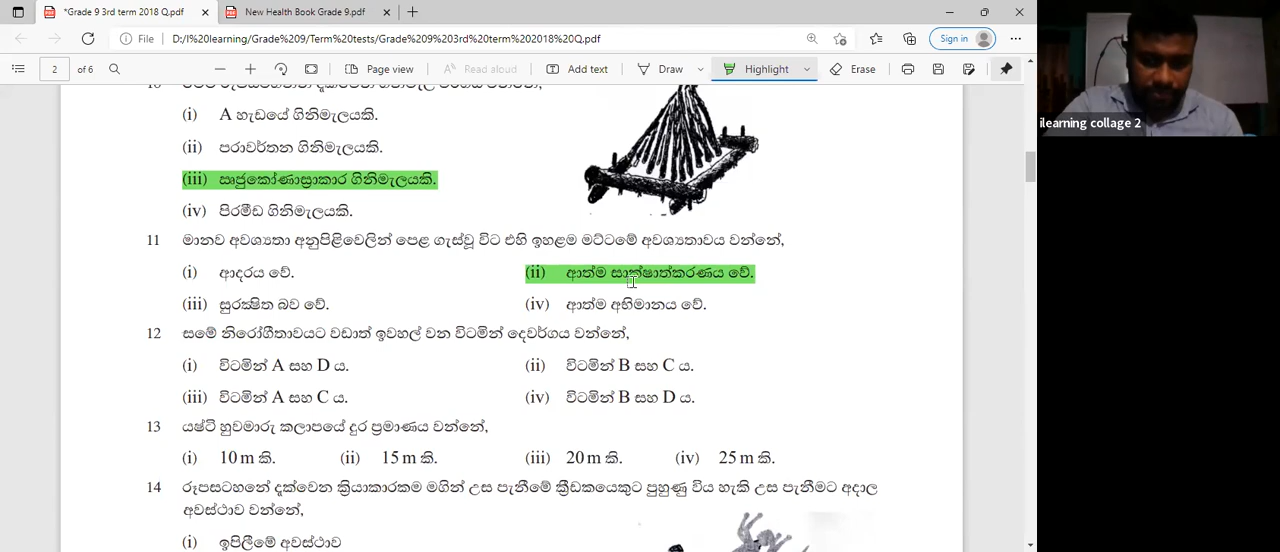 *Grade 9 3rd term 2018 Q.pdf
New Health Book Grade 9.pdf
File
D:/I%20learning/Grade%209/Term%20tests/Grade%209%203rd%20term%202018%20Q.pdf
Sign in
2 of 6
Page view
Read aloud
Add text
Draw
Highlight
Erase
ilearning collage 2
(i) A හැඩයේ ගිනිමැලයකි.
(ii) පරාවර්තන ගිනිමැලයකි.
(iii) සෘජුකෝණාස්‍රාකාර ගිනිමැලයකි.
(iv) පිරමීඩ ගිනිමැලයකි.
11 මානව අවශ්‍යතා අනුපිළිවෙලින් පෙළ ගැස්වූ විට එහි ඉහළම මට්ටමේ අවශ්‍යතාවය වන්නේ,
(i) ආදරය වේ. (ii) ආත්ම සාක්ෂාත්කරණය වේ.
(iii) සුරක්‍ෂිත බව වේ. (iv) ආත්ම අභිමානය වේ.
12 සමේ නිරෝගීතාවයට වඩාත් ඉවහල් වන විටමින් දෙවර්ගය වන්නේ,
(i) විටමින් A සහ D ය. (ii) විටමින් B සහ C ය.
(iii) විටමින් A සහ C ය. (iv) විටමින් B සහ D ය.
13 යෂ්ටි හුවමාරු කලාපයේ දුර ප්‍රමාණය වන්නේ,
(i) 10 m කි. (ii) 15 m කි. (iii) 20 m කි. (iv) 25 m කි.
14 රූපසටහනේ දැක්වෙන ක්‍රියාකාරකම මගින් උස පැනීමේ ක්‍රීඩකයෙකුට පුහුණු විය හැකි උස පැනීමට අදාල
අවස්ථාව වන්නේ,
(i) ඉපිලීමේ අවස්ථාව